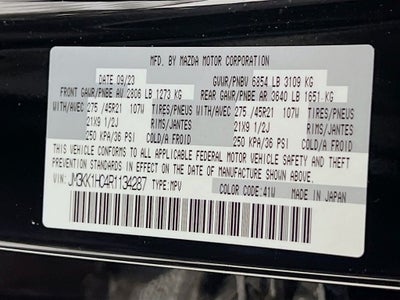 MFD. BY MAZDA MOTOR CORPORATION
DATE 09/23 GVWR/PNBV 6854 LB 3109 KG
FRONT GAWR/PNBE AV 2806 LB 1273 KG REAR GAWR/PNBE AR 3640 LB 1651 KG
WITH/AVEC 275 /45R21 107W TIRES/PNEUS WITH/AVEC 275 /45R21 107W TIRES/PNEUS
21X9 1/2J RIMS/JANTES 21X9 1/2J RIMS/JANTES
250 KPA/36 PSI COLD/A FROID 250 KPA/36 PSI COLD/A FROID
THIS VEHICLE CONFORMS TO ALL APPLICABLE FEDERAL MOTOR VEHICLE SAFETY AND THEFT
PREVENTION STANDARDS IN EFFECT ON THE DATE OF MANUFACTURE SHOWN ABOVE.
VIN: JM3KK1HC4R1134287 TYPE:MPV COLOR CODE:41W MADE IN JAPAN